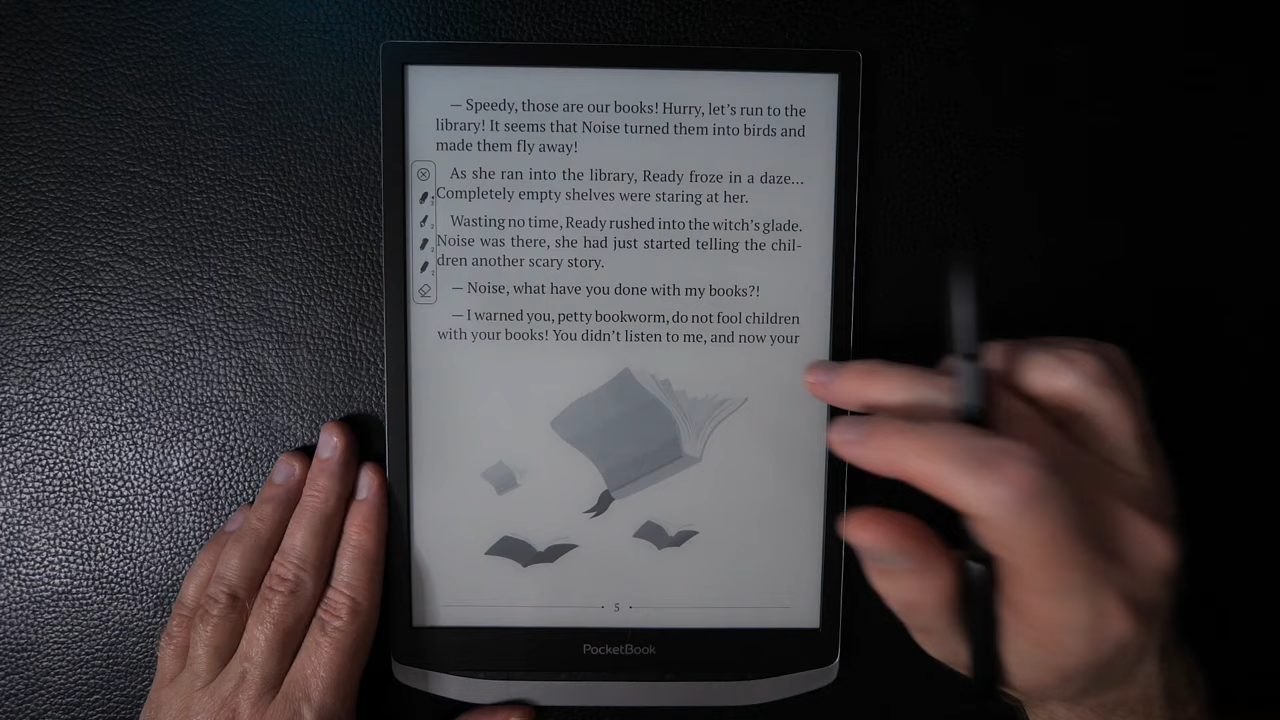 — Speedy, those are our books! Hurry, let's run to the
library! It seems that Noise turned them into birds and
made them fly away!
As she ran into the library, Ready froze in a daze...
Completely empty shelves were staring at her.
Wasting no time, Ready rushed into the witch's glade.
Noise was there, she had just started telling the chil-
dren another scary story.
— Noise, what have you done with my books?!
— I warned you, petty bookworm, do not fool children
with your books! You didn't listen to me, and now your
• 5 •
PocketBook